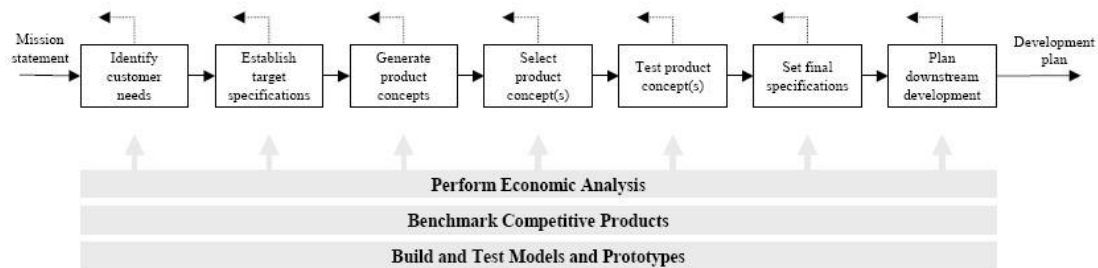 Mission
statement
Identify
customer
needs
Establish
target
specifications
Generate
product
concepts
Select
product
concept(s)
Test product
concept(s)
Set final
specifications
Plan
downstream
development
Development
plan
Perform Economic Analysis
Benchmark Competitive Products
Build and Test Models and Prototypes